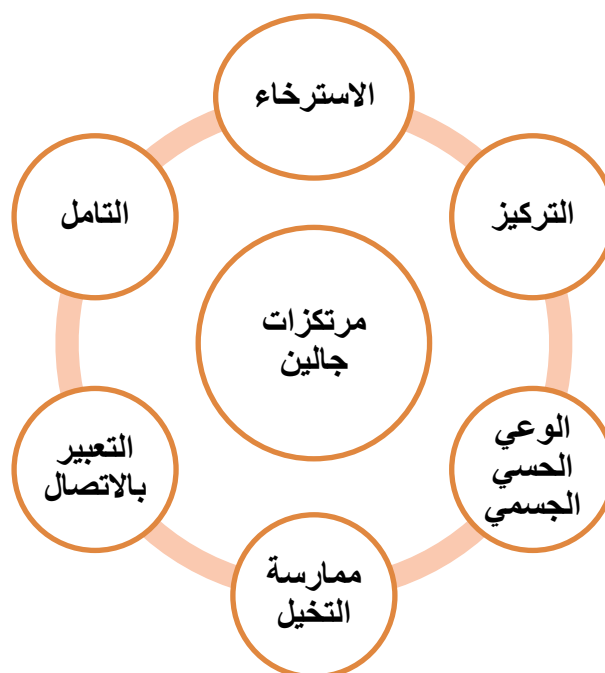 الاسترخاء
التركيز
الوعي
الحسي
الجسمي
ممارسة
التخيل
التعبير
بالاتصال
التامل
مرتكزات
جالين